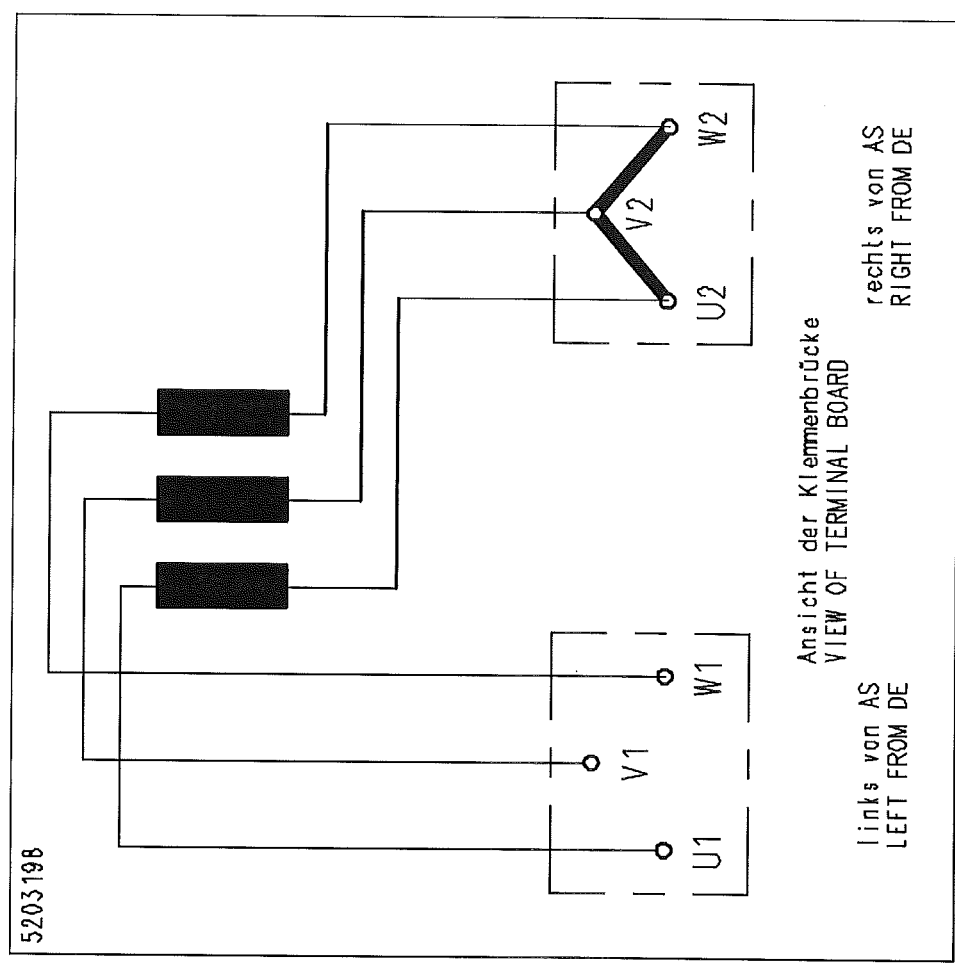 5203198
U1
V1
W1
U2
V2
W2
Ansicht der Klemmenbrücke
VIEW OF TERMINAL BOARD
links von AS
LEFT FROM DE
rechts von AS
RIGHT FROM DE